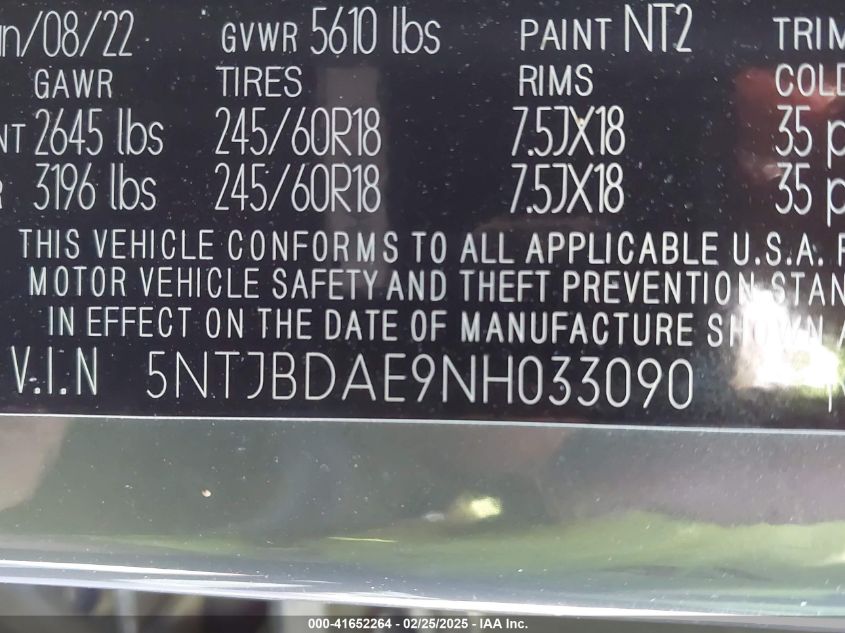 un/08/22 GVWR 5610 lbs PAINT NT2 TRIM
GAWR TIRES RIMS COLD
NT 2645 lbs 245/60R18 7.5JX18 35 p
R 3196 lbs 245/60R18 7.5JX18 35 p
THIS VEHICLE CONFORMS TO ALL APPLICABLE U.S.A. F
MOTOR VEHICLE SAFETY AND THEFT PREVENTION STAN
IN EFFECT ON THE DATE OF MANUFACTURE SHOWN A
V.I.N 5NTJBDAE9NH033090
000-41652264 - 02/25/2025 - IAA Inc.